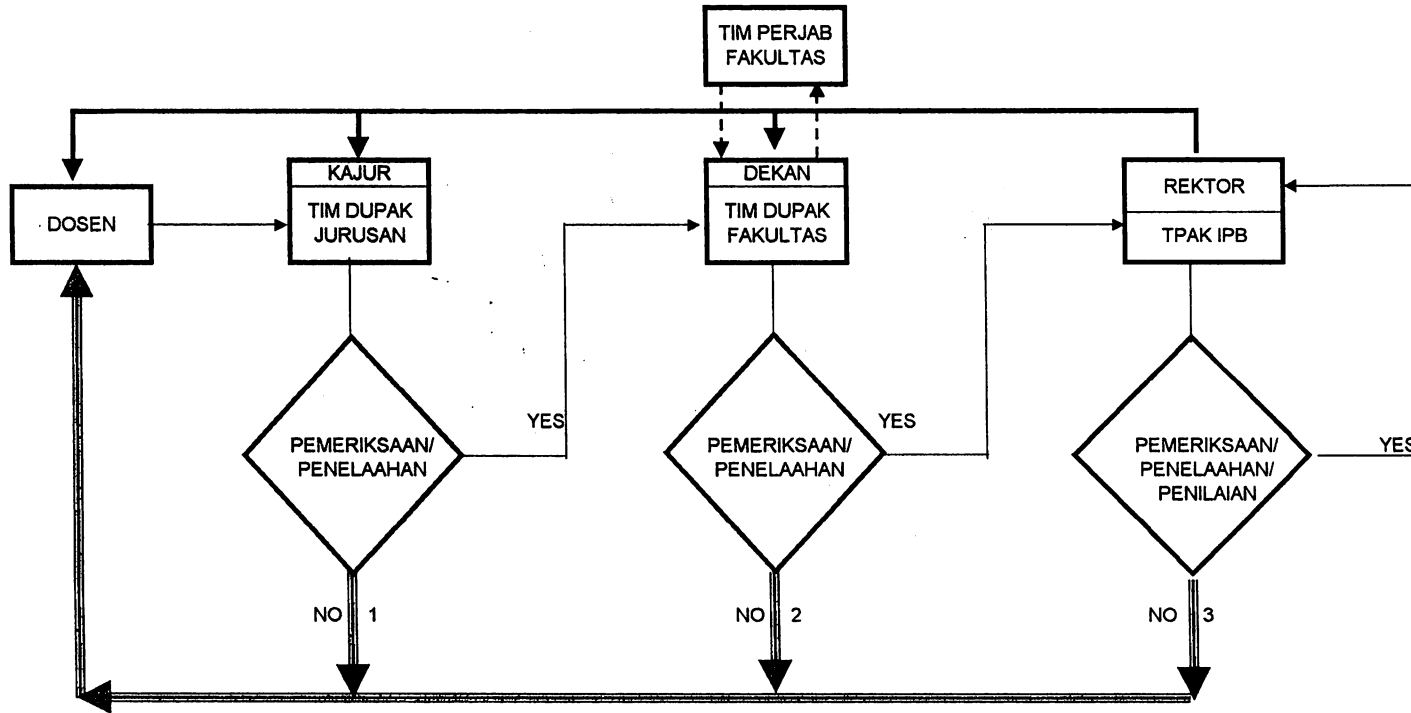 TIM PERJAB
FAKULTAS
DOSEN
KAJUR
TIM DUPAK
JURUSAN
DEKAN
TIM DUPAK
FAKULTAS
REKTOR
TPAK IPB
PEMERIKSAAN/
PENELAAHAN
YES
PEMERIKSAAN/
PENELAAHAN
YES
PEMERIKSAAN/
PENELAAHAN/
PENILAIAN
YES
NO 1
NO 2
NO 3